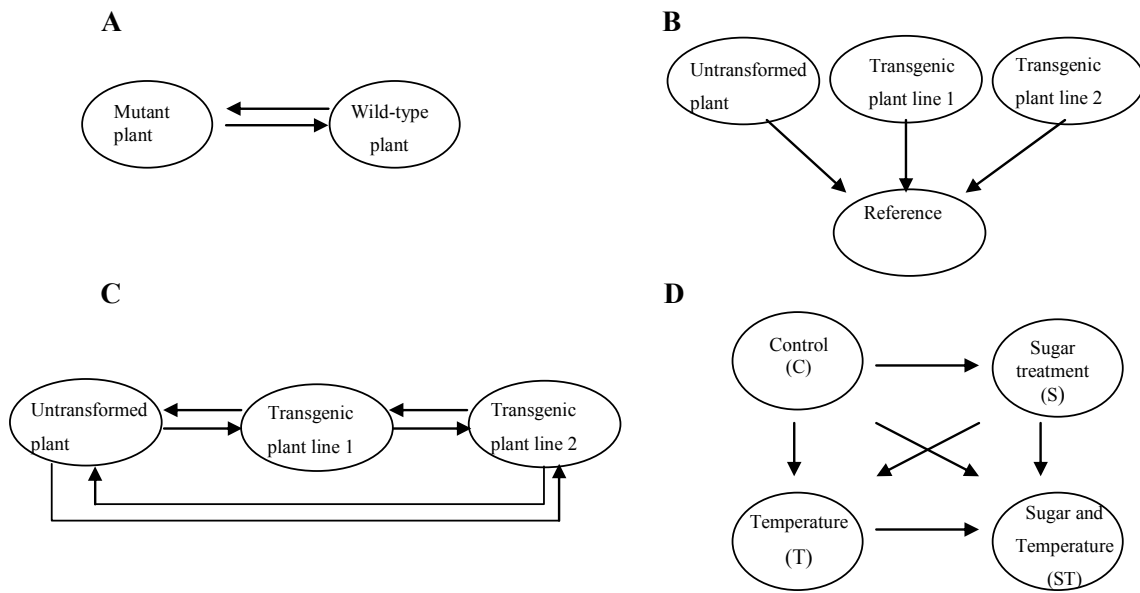 A
Mutant
plant
Wild-type
plant
B
Untransformed
plant
Transgenic
plant line 1
Transgenic
plant line 2
Reference
C
Untransformed
plant
Transgenic
plant line 1
Transgenic
plant line 2
D
Control
(C)
Sugar
treatment
(S)
Temperature
(T)
Sugar and
Temperature
(ST)